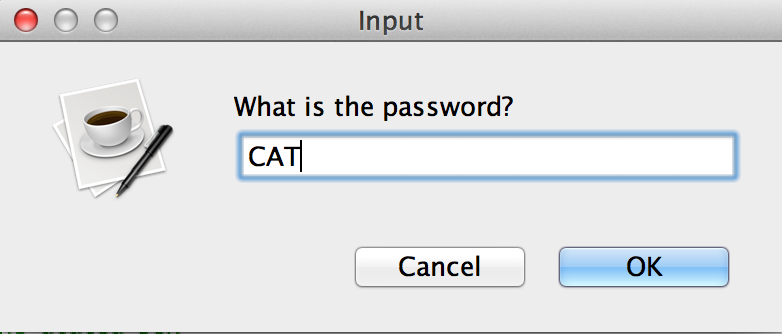 Input
What is the password?
CAT
Cancel
OK